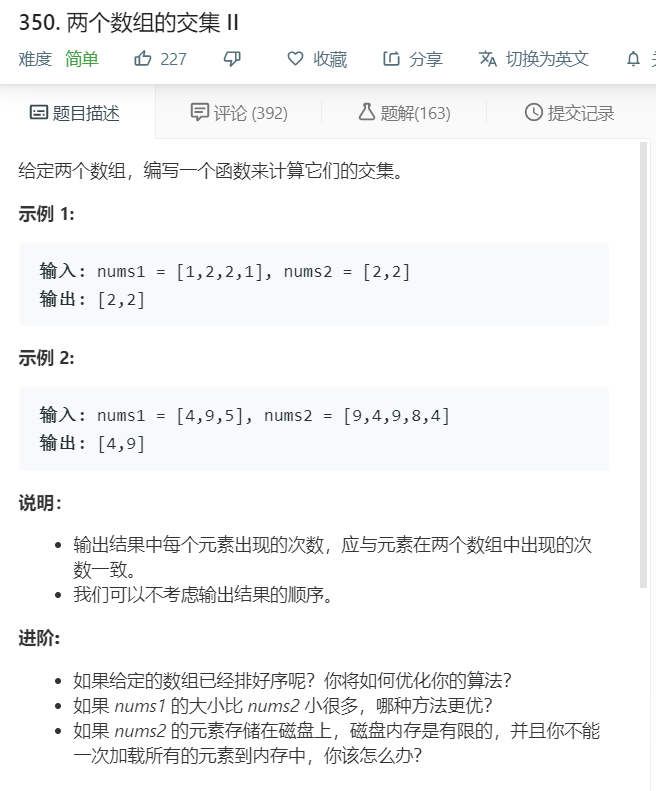 350. 两个数组的交集 II
难度 简单 227 收藏 分享 切换为英文
题目描述 评论 (392) 题解(163) 提交记录
给定两个数组，编写一个函数来计算它们的交集。
示例 1:
输入: nums1 = [1,2,2,1], nums2 = [2,2]
输出: [2,2]
示例 2:
输入: nums1 = [4,9,5], nums2 = [9,4,9,8,4]
输出: [4,9]
说明：
输出结果中每个元素出现的次数，应与元素在两个数组中出现的次
数一致。
我们可以不考虑输出结果的顺序。
进阶:
如果给定的数组已经排好序呢？你将如何优化你的算法？
如果 nums1 的大小比 nums2 小很多，哪种方法更优？
如果 nums2 的元素存储在磁盘上，磁盘内存是有限的，并且你不能
一次加载所有的元素到内存中，你该怎么办？